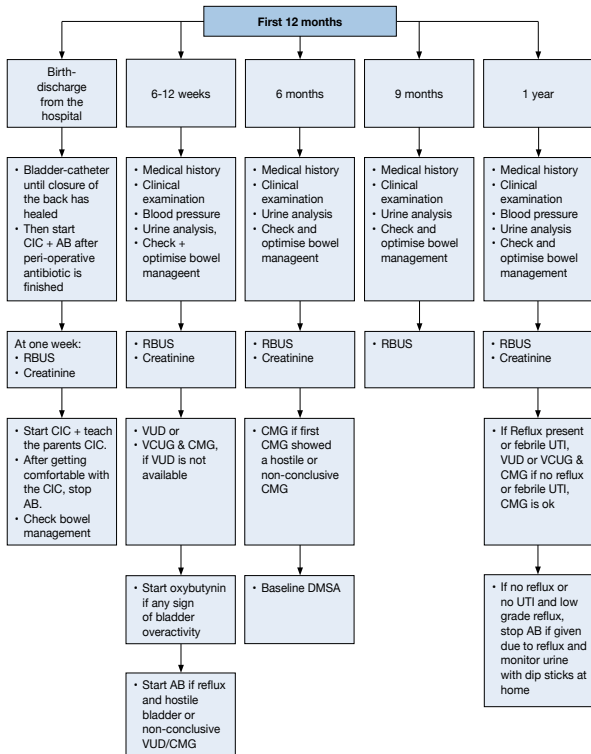 First 12 months
Birth-
discharge
from the
hospital
6-12 weeks
6 months
9 months
1 year
• Bladder-catheter
until closure of
the back has
healed
• Then start
CIC + AB after
peri-operative
antibiotic is
finished
• Medical history
• Clinical
examination
• Blood pressure
• Urine analysis,
• Check +
optimise bowel
manageent
• Medical history
• Clinical
examination
• Urine analysis
• Check and
optimise bowel
manageent
• Medical history
• Clinical
examination
• Urine analysis
• Check and
optimise bowel
management
• Medical history
• Clinical
examination
• Blood pressure
• Urine analysis
• Check and
optimise bowel
management
At one week:
• RBUS
• Creatinine
• RBUS
• Creatinine
• RBUS
• Creatinine
• RBUS
• RBUS
• Creatinine
• Start CIC + teach
the parents CIC.
• After getting
comfortable with
the CIC, stop
AB.
• Check bowel
management
• VUD or
• VCUG & CMG,
if VUD is not
available
• CMG if first
CMG showed
a hostile or
non-conclusive
CMG
• If Reflux present
or febrile UTI,
VUD or VCUG &
CMG if no reflux
or febrile UTI,
CMG is ok
• Start oxybutynin
if any sign
of bladder
overactivity
• Baseline DMSA
• If no reflux or
no UTI and low
grade reflux,
stop AB if given
due to reflux and
monitor urine
with dip sticks at
home
• Start AB if reflux
and hostile
bladder or
non-conclusive
VUD/CMG